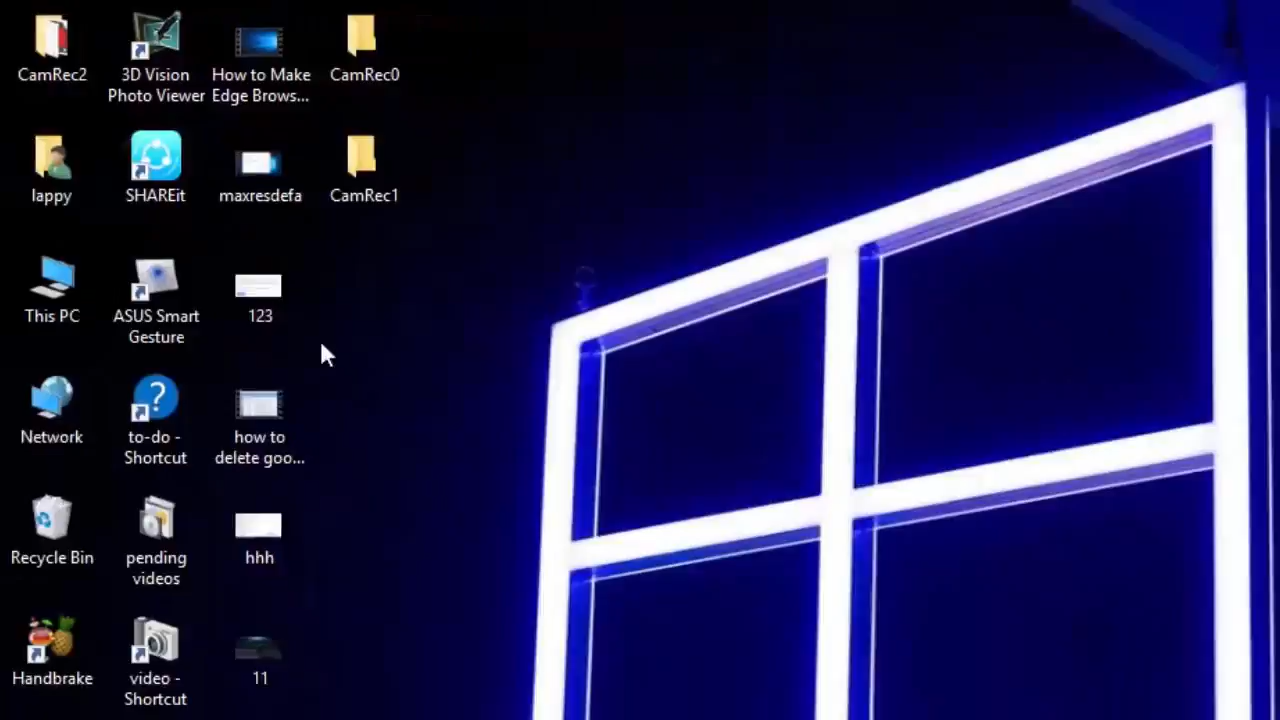 CamRec2
3D Vision
Photo Viewer
How to Make
Edge Brows...
CamRec0
lappy
SHAREit
maxresdefa
CamRec1
This PC
ASUS Smart
Gesture
123
Network
to-do -
Shortcut
how to
delete goo...
Recycle Bin
pending
videos
hhh
Handbrake
video -
Shortcut
11